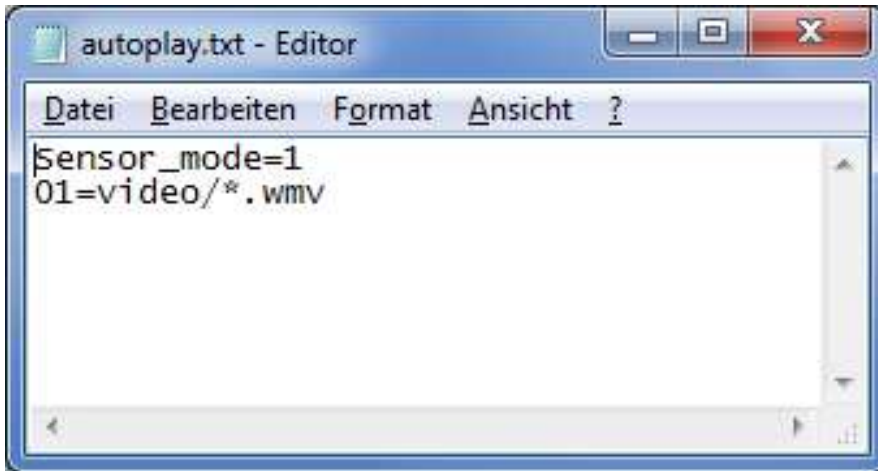 autoplay.txt - Editor
Datei Bearbeiten Format Ansicht ?
Sensor_mode=1
01=video/*.wmv